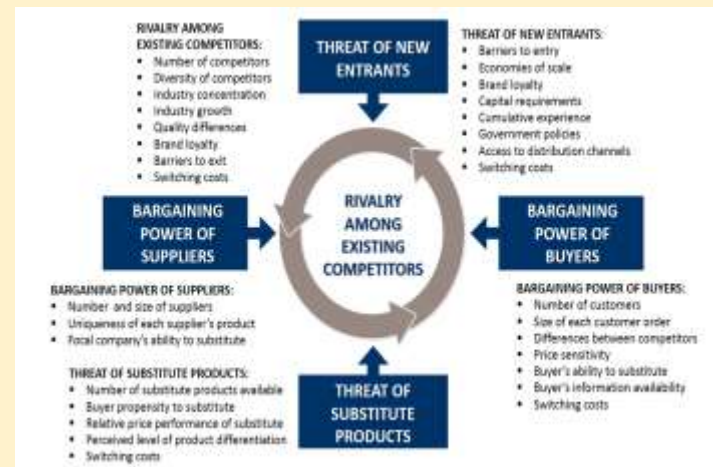 RIVALRY AMONG
EXISTING COMPETITORS:
▪ Number of competitors
▪ Diversity of competitors
▪ Industry concentration
▪ Industry growth
▪ Quality differences
▪ Brand loyalty
▪ Barriers to exit
▪ Switching costs
THREAT OF NEW
ENTRANTS
THREAT OF NEW ENTRANTS:
▪ Barriers to entry
▪ Economies of scale
▪ Brand loyalty
▪ Capital requirements
▪ Cumulative experience
▪ Government policies
▪ Access to distribution channels
▪ Switching costs
BARGAINING
POWER OF
SUPPLIERS
RIVALRY
AMONG
EXISTING
COMPETITORS
BARGAINING
POWER OF
BUYERS
BARGAINING POWER OF SUPPLIERS:
▪ Number and size of suppliers
▪ Uniqueness of each supplier's product
▪ Focal company's ability to substitute
BARGAINING POWER OF BUYERS:
▪ Number of customers
▪ Size of each customer order
▪ Differences between competitors
▪ Price sensitivity
▪ Buyer's ability to substitute
▪ Buyer's information availability
▪ Switching costs
THREAT OF SUBSTITUTE PRODUCTS:
▪ Number of substitute products available
▪ Buyer propensity to substitute
▪ Relative price performance of substitute
▪ Perceived level of product differentiation
▪ Switching costs
THREAT OF
SUBSTITUTE
PRODUCTS